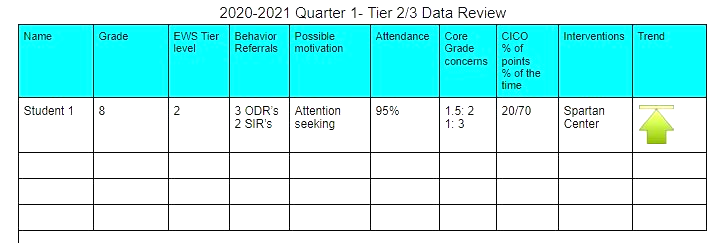 2020-2021 Quarter 1- Tier 2/3 Data Review
Name Grade EWS Tier level Behavior Referrals Possible motivation Attendance Core Grade concerns CICO % of points % of the time Interventions Trend
Student 1 8 2 3 ODR's 2 SIR's Attention seeking 95% 1.5: 2 1: 3 20/70 Spartan Center